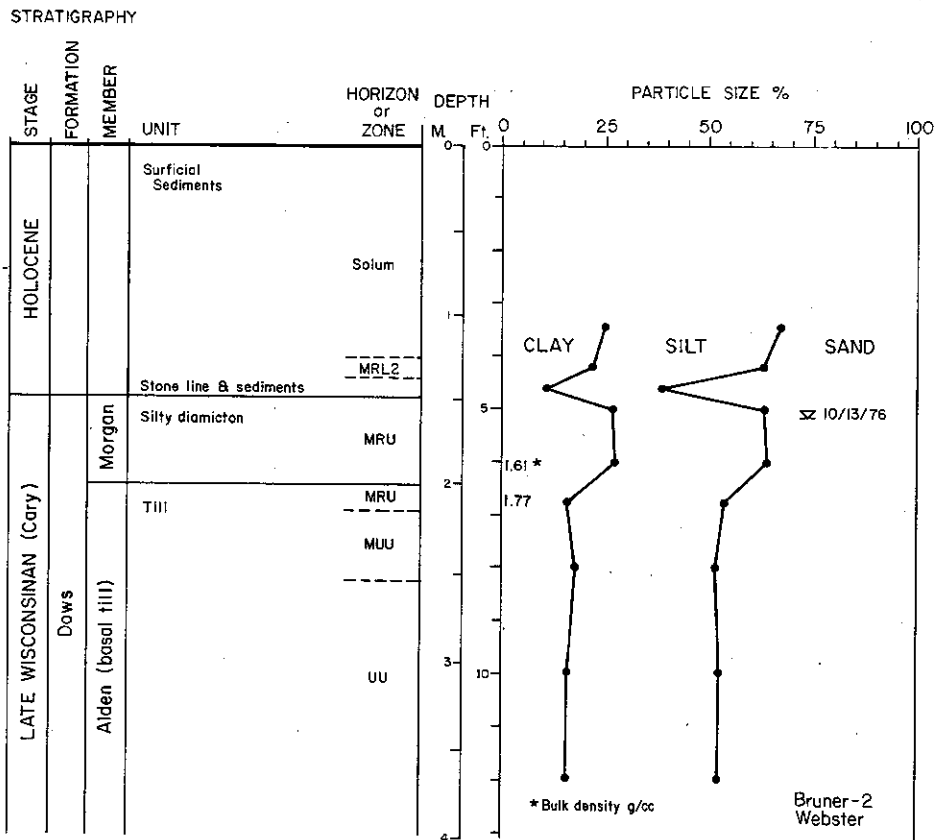 STRATIGRAPHY
STAGE
FORMATION
MEMBER
UNIT
HORIZON
or
ZONE
DEPTH
M. Ft.
PARTICLE SIZE %
0 25 50 75 100
HOLOCENE
LATE WISCONSINAN (Cary)
Dows
Morgan
Alden (basal till)
Surficial
Sediments
Solum
MRL2
Stone line & sediments
Silty diamicton
MRU
Till
MRU
MUU
UU
0
1
2
3
4
0
5
10
CLAY SILT SAND
10/13/76
1.61 *
1.77
* Bulk density g/cc
Bruner-2
Webster